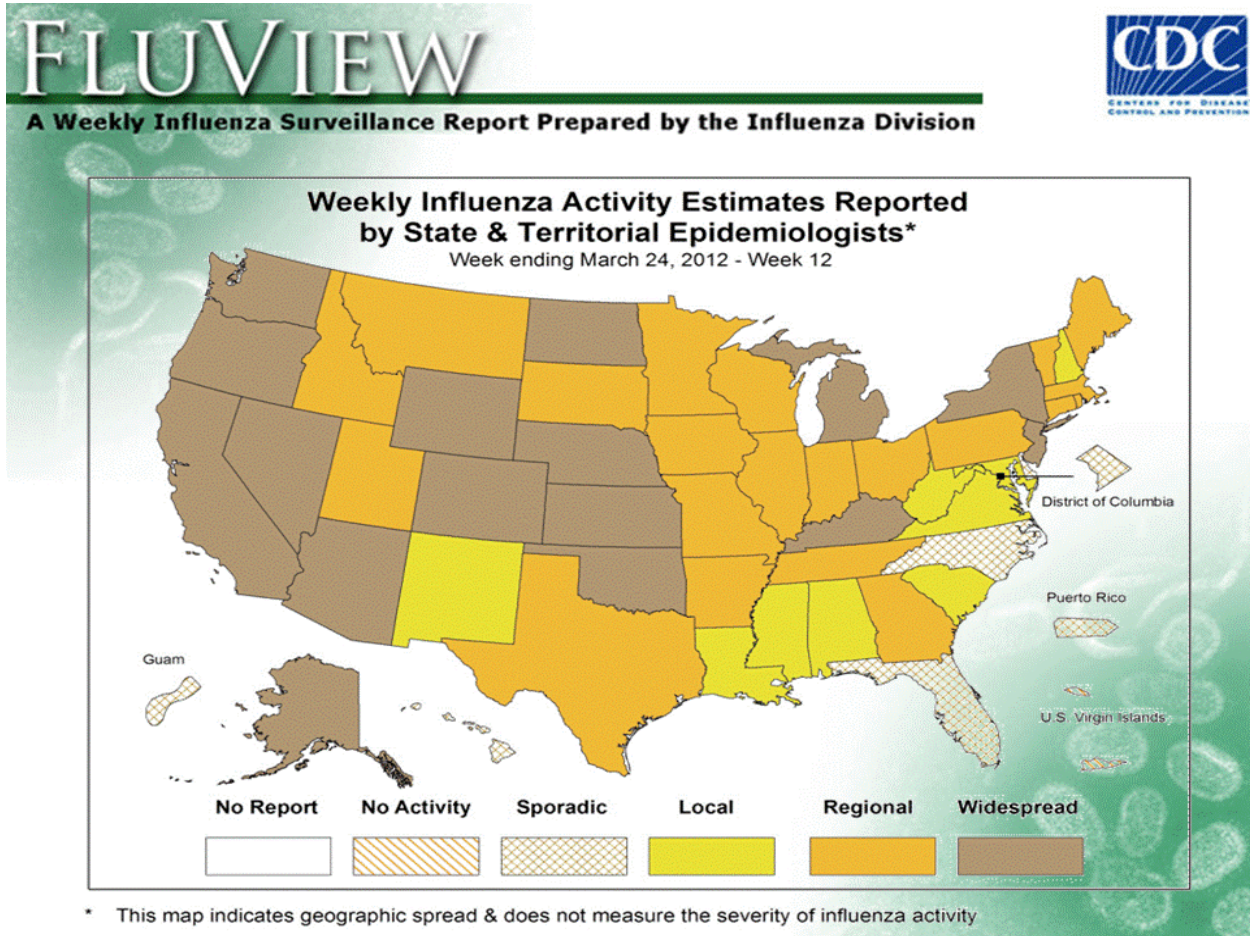 FLUVIEW
A Weekly Influenza Surveillance Report Prepared by the Influenza Division
CDC
CENTERS FOR DISEASE
CONTROL AND PREVENTION
Weekly Influenza Activity Estimates Reported
by State & Territorial Epidemiologists*
Week ending March 24, 2012 - Week 12
District of Columbia
Puerto Rico
Guam
U.S. Virgin Islands
No Report No Activity Sporadic Local Regional Widespread
* This map indicates geographic spread & does not measure the severity of influenza activity